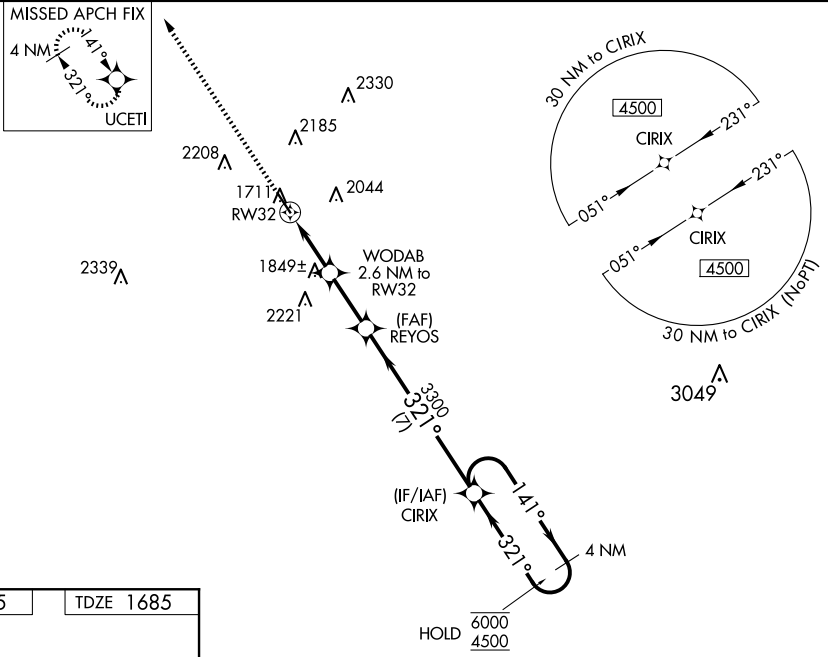 MISSED APCH FIX
4 NM
141°
321°
UCETI
2330
2185
2208
1711
2044
RW32
2339
1849±
WODAB
2.6 NM to
RW32
2221
(FAF)
REYOS
3300
321°
(7)
(IF/IAF)
CIRIX
141°
321°
4 NM
HOLD
6000
4500
30 NM to CIRIX
4500
CIRIX
231°
051°
231°
051°
CIRIX
4500
30 NM to CIRIX (NoPT)
3049
5
TDZE 1685